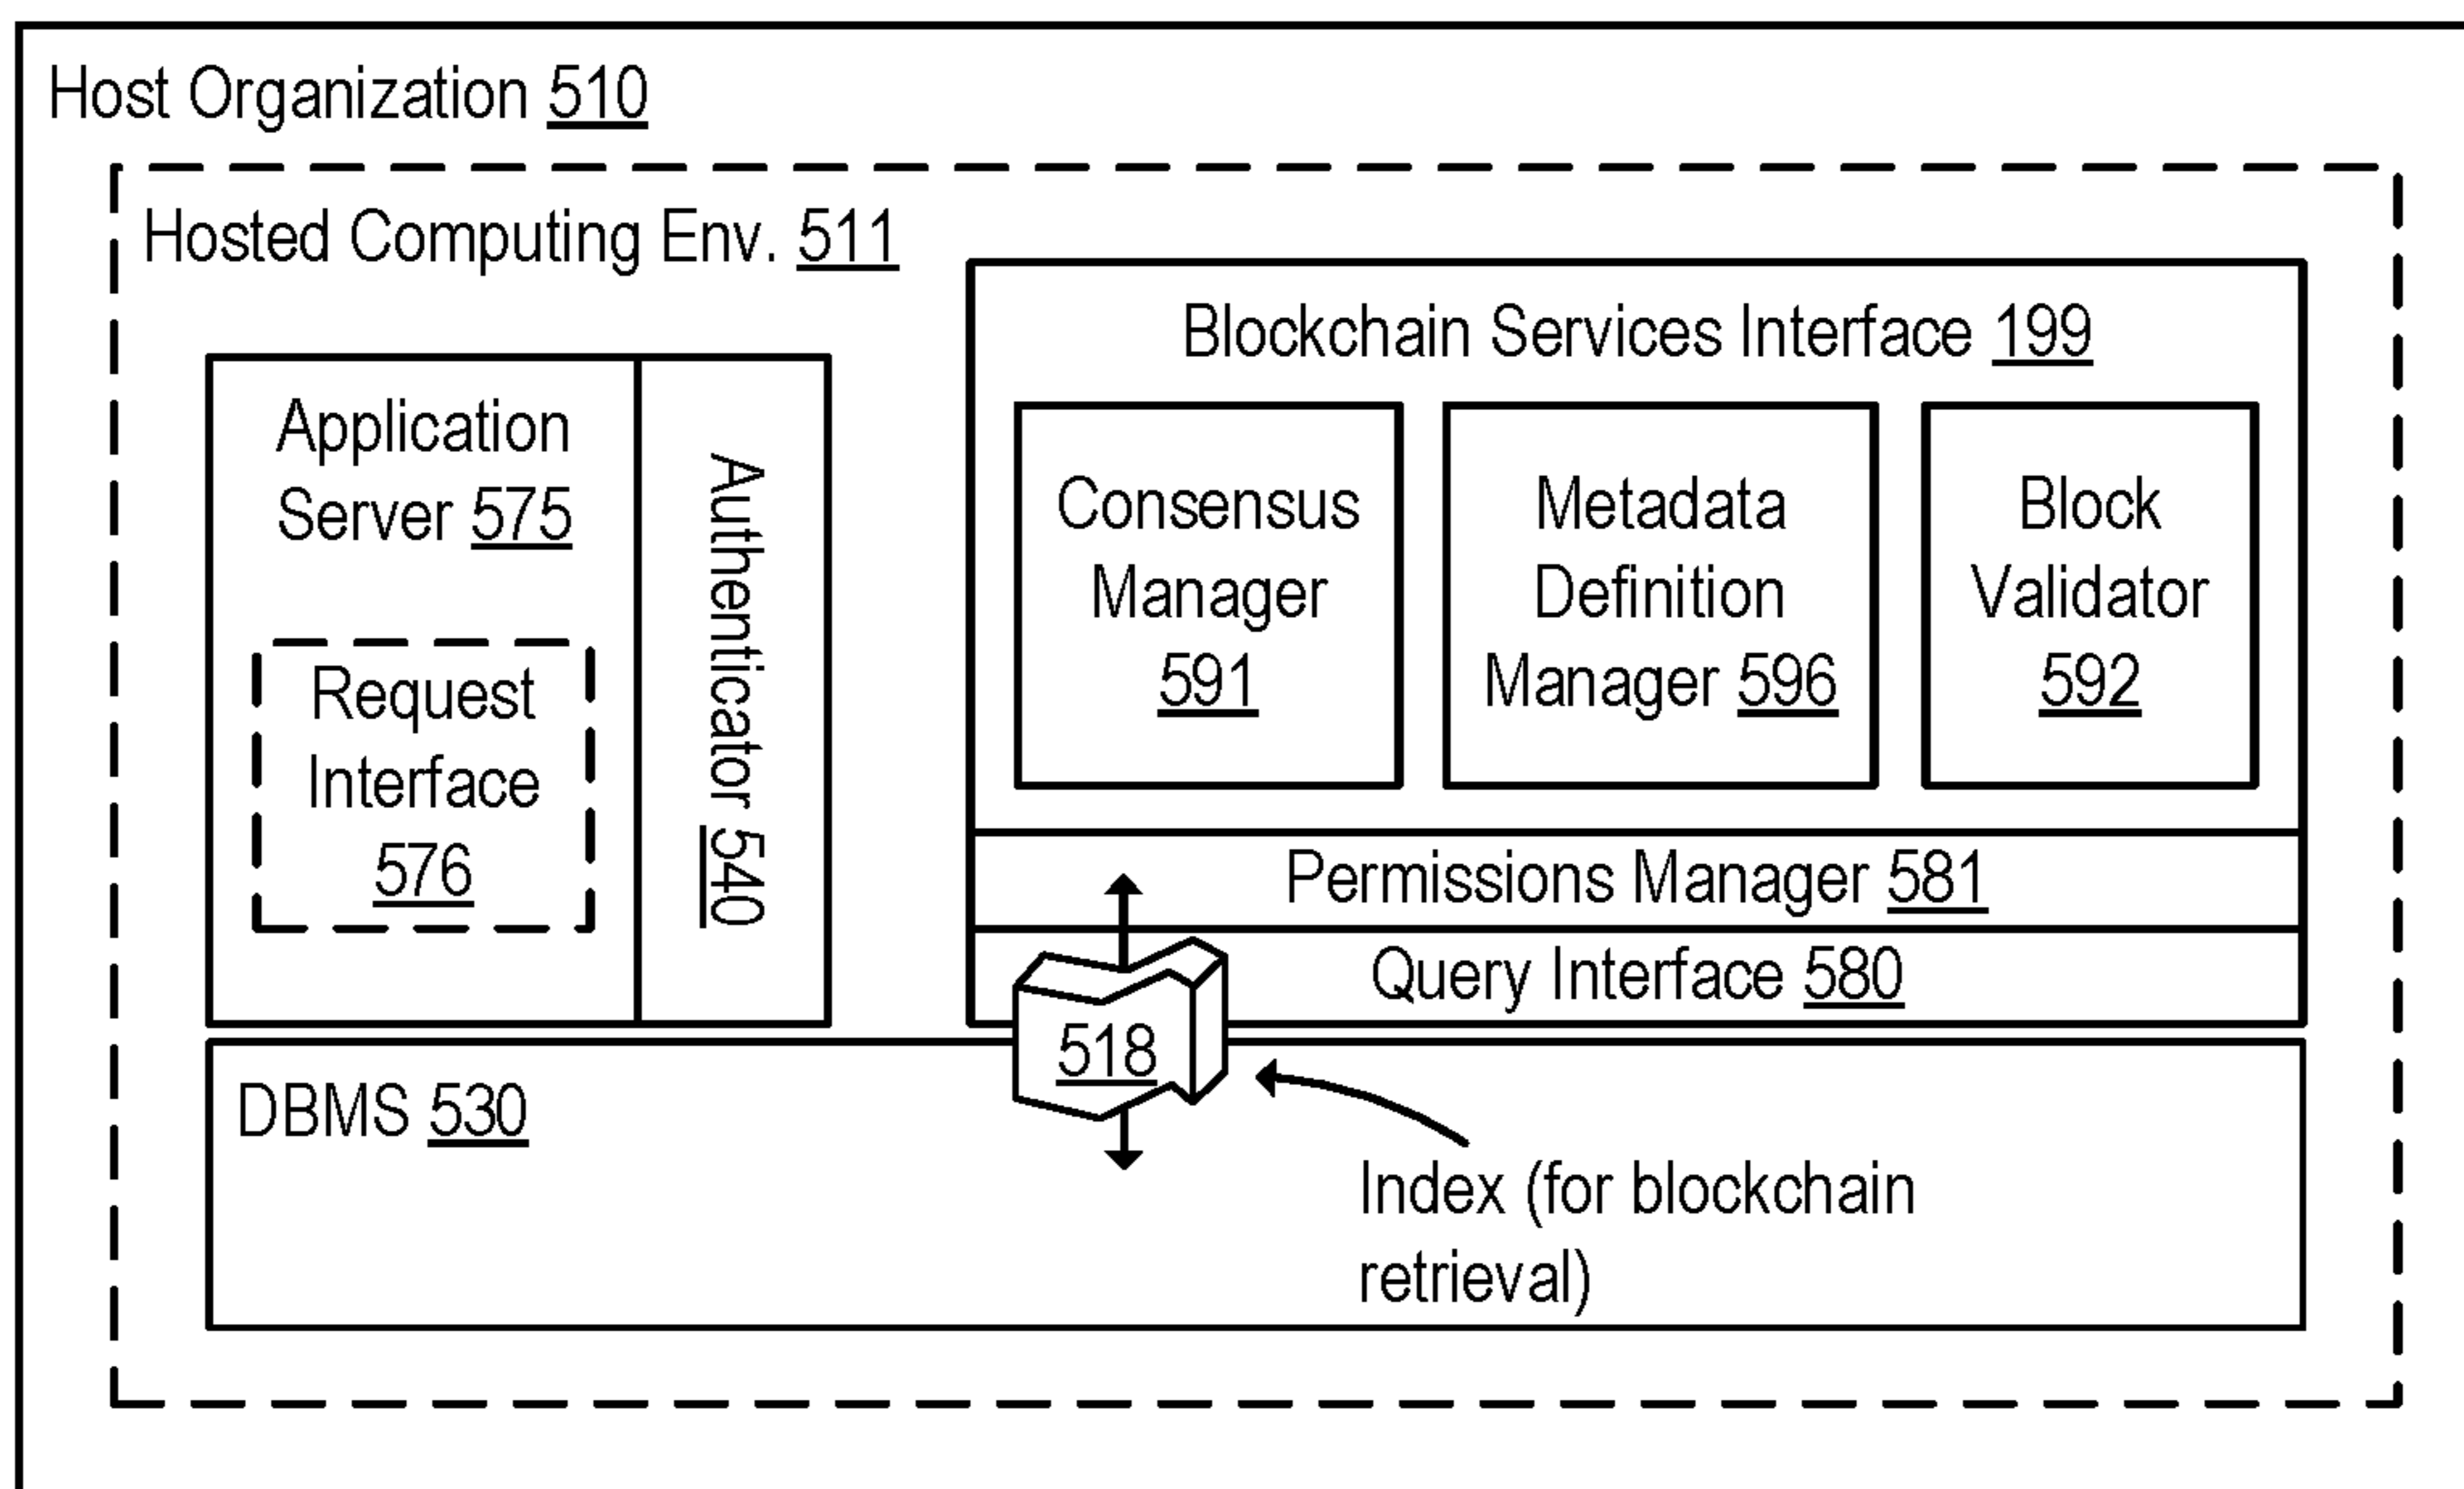 Host Organization 510
Hosted Computing Env. 511
Application
Server 575
Request
Interface
576
Authenticator 540
Blockchain Services Interface 199
Consensus
Manager
591
Metadata
Definition
Manager 596
Block
Validator
592
Permissions Manager 581
Query Interface 580
518
DBMS 530
Index (for blockchain
retrieval)